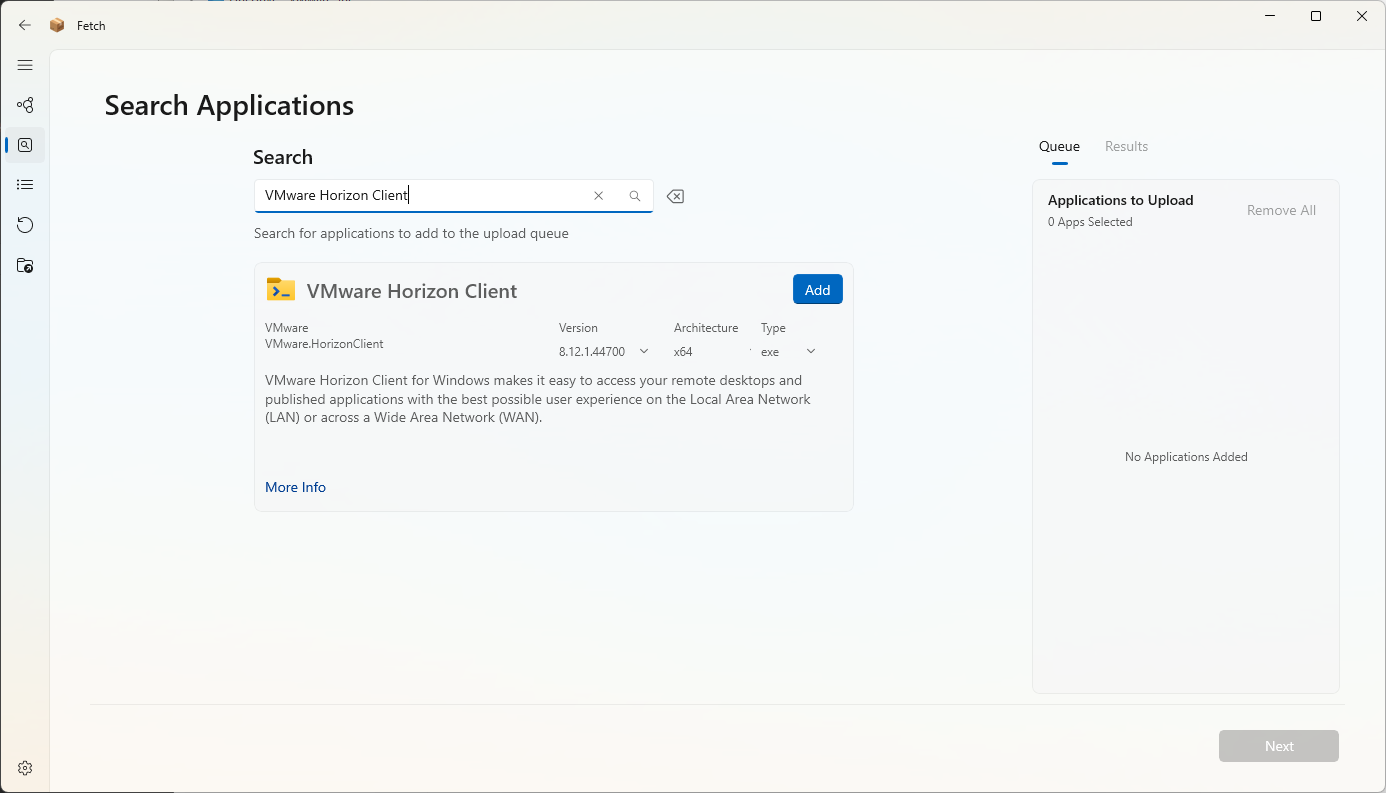 Fetch
Search Applications
Search
VMware Horizon Client
Search for applications to add to the upload queue
VMware Horizon Client
Add
VMware
VMware.HorizonClient
Version
Architecture
Type
8.12.1.44700
x64
exe
VMware Horizon Client for Windows makes it easy to access your remote desktops and
published applications with the best possible user experience on the Local Area Network
(LAN) or across a Wide Area Network (WAN).
More Info
Queue
Results
Applications to Upload
0 Apps Selected
Remove All
No Applications Added
Next